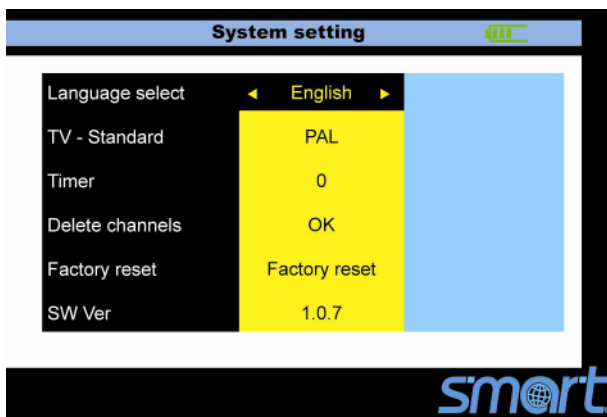 System setting
Language select ◄ English ►
TV - Standard PAL
Timer 0
Delete channels OK
Factory reset Factory reset
SW Ver 1.0.7
smart